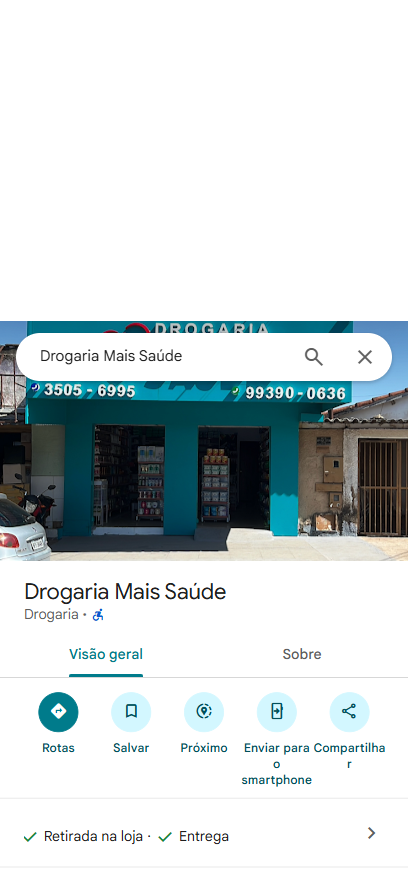 DROGARIA
Drogaria Mais Saúde
3505 - 6995
99390 - 0636
Drogaria Mais Saúde
Drogaria ·
Visão geral
Sobre
Rotas
Salvar
Próximo
Enviar para
o
smartphone
Compartilha
r
Retirada na loja · Entrega